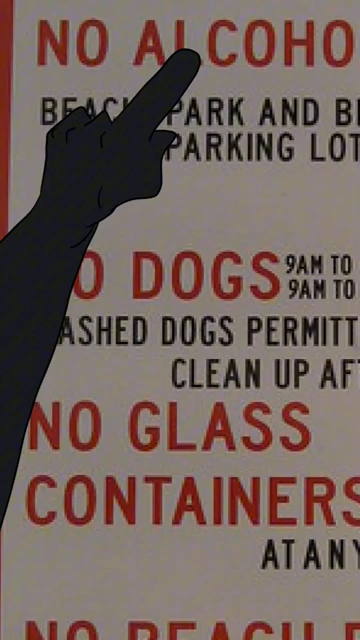 NO ALCOHO
PARK AND
PARKING LOT
DOGS 9AM TO
9AM TO
DOGS PERMITT
CLEAN UP AFT
NO GLASS
CONTAINERS
AT ANY